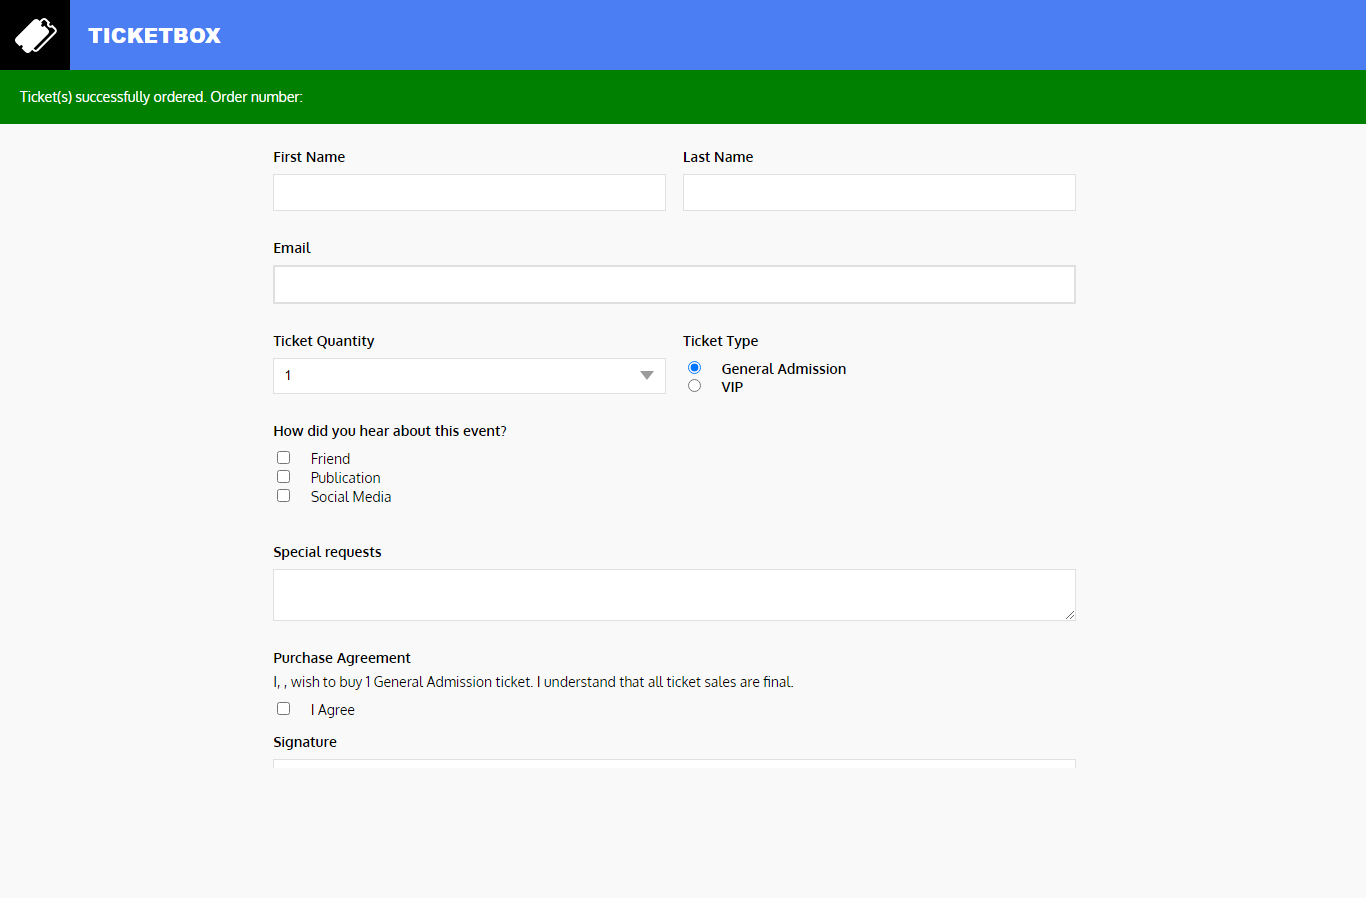 TICKETBOX
Ticket(s) successfully ordered. Order number:
First Name
Last Name
Email
Ticket Quantity
Ticket Type
1
General Admission
VIP
How did you hear about this event?
Friend
Publication
Social Media
Special requests
Purchase Agreement
I, , wish to buy 1 General Admission ticket. I understand that all ticket sales are final.
I Agree
Signature